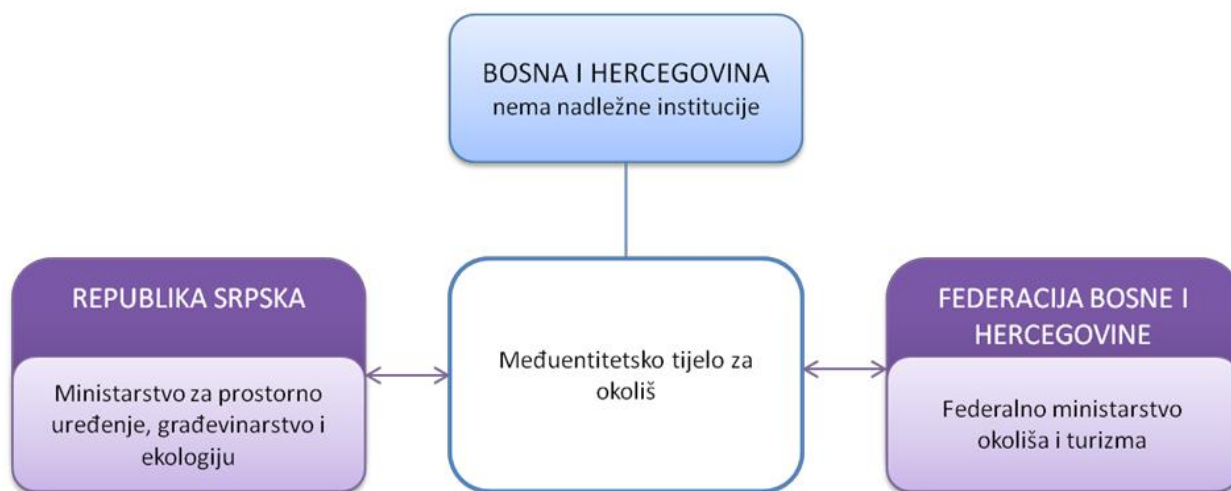 BOSNA I HERCEGOVINA
nema nadležne institucije
REPUBLIKA SRPSKA
Ministarstvo za prostorno
uređenje, građevinarstvo i
ekologiju
Međuentitetsko tijelo za
okoliš
FEDERACIJA BOSNE I
HERCEGOVINE
Federalno ministarstvo
okoliša i turizma